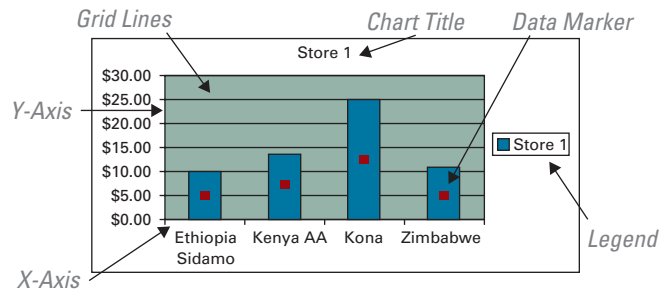 Grid Lines
Chart Title
Data Marker
Store 1
$30.00
$25.00
Y-Axis
$20.00
$15.00
Store 1
$10.00
$5.00
$0.00
Ethiopia Sidamo
Kenya AA
Kona
Zimbabwe
Legend
X-Axis